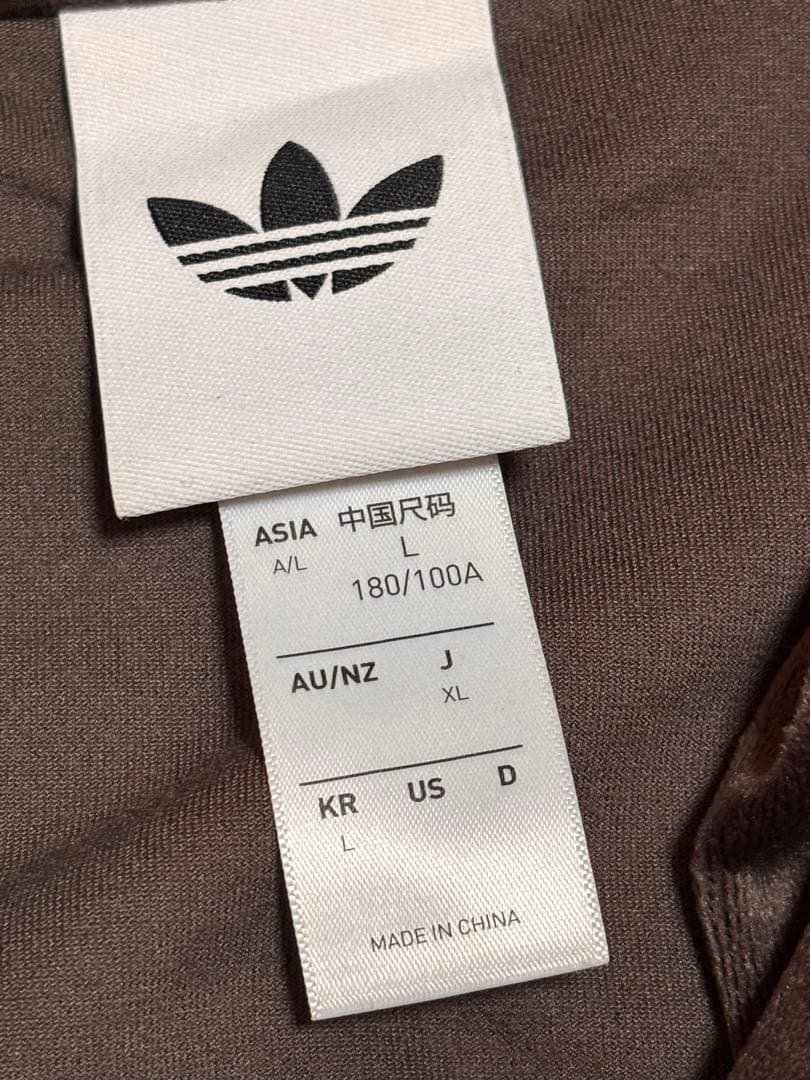 ASIA 中国尺码
A/L L
180/100A
AU/NZ J
XL
KR US D
L
MADE IN CHINA